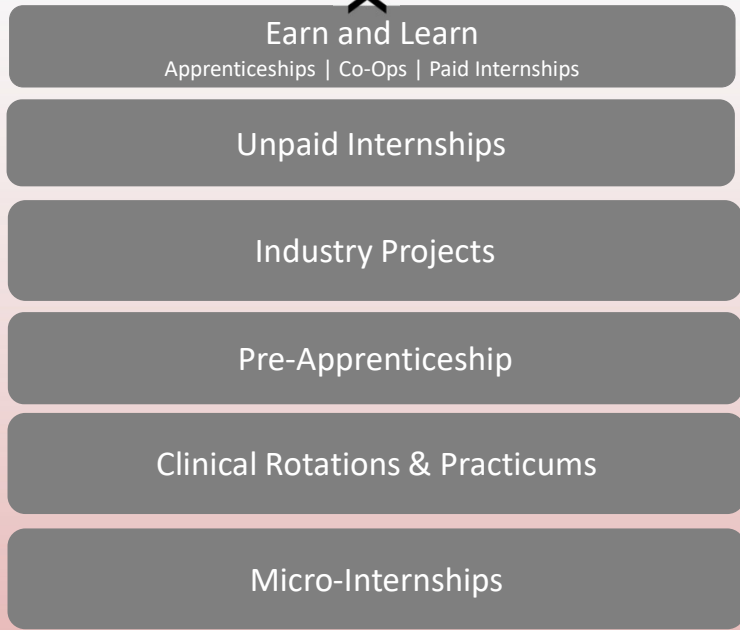 Earn and Learn
Apprenticeships | Co-Ops | Paid Internships
Unpaid Internships
Industry Projects
Pre-Apprenticeship
Clinical Rotations & Practicums
Micro-Internships